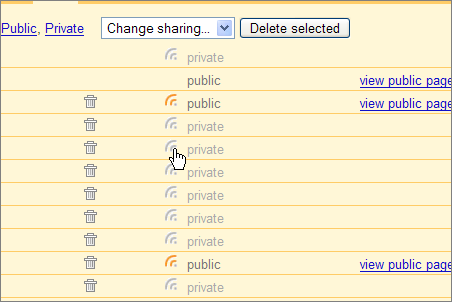 Public, Private Change sharing... Delete selected
private
public view public page
public view public page
private
private
private
private
private
private
public view public page
private